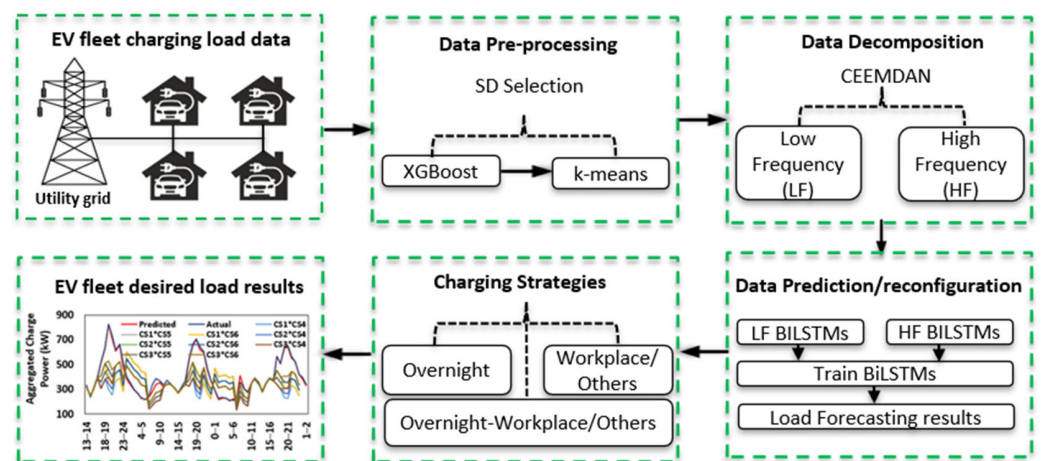 EV fleet charging load data
Utility grid
Data Pre-processing
SD Selection
XGBoost
k-means
Data Decomposition
CEEMDAN
Low
Frequency
(LF)
High
Frequency
(HF)
Data Prediction/reconfiguration
LF BILSTMs
HF BILSTMs
Train BiLSTMs
Load Forecasting results
Charging Strategies
Overnight
Workplace/
Others
Overnight-Workplace/Others
EV fleet desired load results
Aggregated Charge
Power (kW)
900
700
500
300
100
Predicted
Actual
CS1*CS4
CS1*CS5
CS1*CS6
CS2*CS4
CS2*CS5
CS2*CS6
CS3*CS4
CS3*CS5
CS3*CS6
13–14
18–19
23–24
4–5
9–10
14–15
19–20
0–1
5–6
10–11
15–16
20–21
1–2